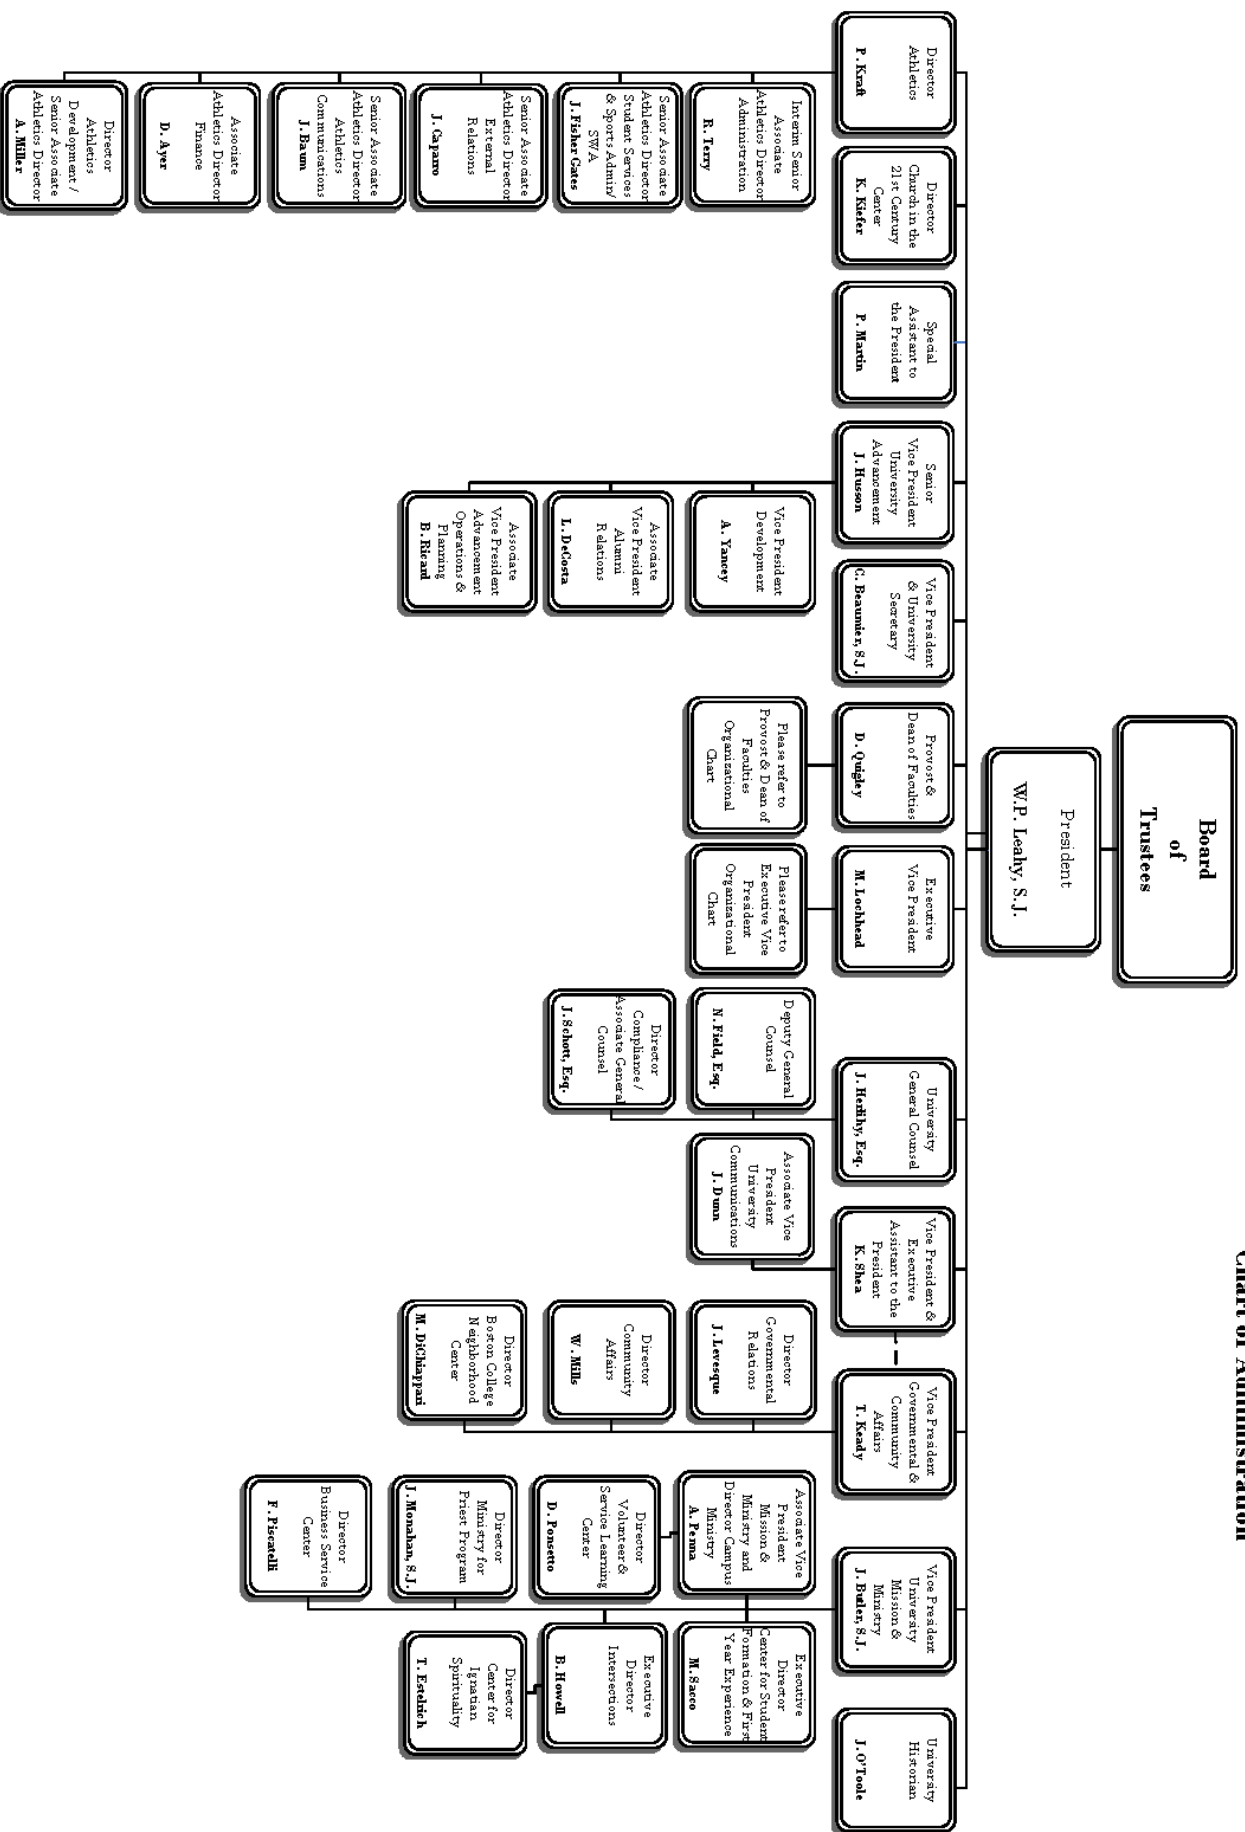 Chart of Administration
Board
of
Trustees
President
W.P. Leahy, S.J.
Director
Athletics
P. Kraft
Director
Church in the
21st Century
Center
K. Kiefer
Special
Assistant to
the President
P. Martin
Senior
Vice President
University
Advancement
J. Husson
Vice President
& University
Secretary
C. Beaumier, S.J.
Provost &
Dean of Faculties
D. Quigley
Executive
Vice President
M. Lochhead
University
General Counsel
J. Herlihy, Esq.
Vice President &
Executive
Assistant to the
President
K. Shea
Vice President
Governmental &
Community
Affairs
T. Keady
Vice President
University
Mission &
Ministry
J. Butler, S.J.
University
Historian
J. O'Toole
Interim Senior
Associate
Athletics Director
Administration
R. Terry
Senior Associate
Athletics Director
Student Services
& Sports Admin/
SWA
J. Fisher Gates
Senior Associate
Athletics Director
External
Relations
J. Caparro
Senior Associate
Athletics Director
Athletics
Communications
J. Baum
Associate
Athletics Director
Finance
D. Ayer
Director
Athletics
Development /
Senior Associate
Athletics Director
A. Miller
Vice President
Development
A. Yancey
Associate
Vice President
Alumni
Relations
L. DeCosta
Associate
Vice President
Advancement
Operations &
Planning
B. Ricard
Please refer to
Provost & Dean of
Faculties
Organizational
Chart
Please refer to
Executive Vice
President
Organizational
Chart
Deputy General
Counsel
N. Field, Esq.
Director
Compliance /
Associate General
Counsel
J. Schott, Esq.
Associate Vice
President
University
Communications
J. Dunn
Director
Governmental
Relations
J. Levesque
Director
Community
Affairs
W. Mills
Director
Boston College
Neighborhood
Center
M. DiChiappari
Associate Vice
President
Mission &
Ministry and
Director Campus
Ministry
A. Penna
Executive
Director
Center for Student
Formation & First
Year Experience
M. Sacco
Director
Volunteer &
Service Learning
Center
D. Ponsetto
Executive
Director
Intersections
B. Howell
Director
Ministry for
Priest Program
J. Monahan, S.J.
Director
Center for
Ignatian
Spirituality
T. Estelrich
Director
Business Service
Center
F. Piscatelli